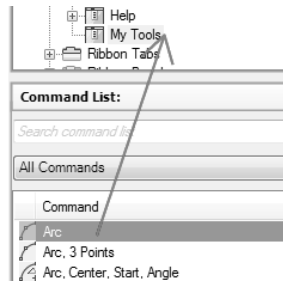 Help
My Tools
Ribbon Tabs
Command List:
Search command list
All Commands
Command
Arc
Arc, 3 Points
Arc, Center, Start, Angle